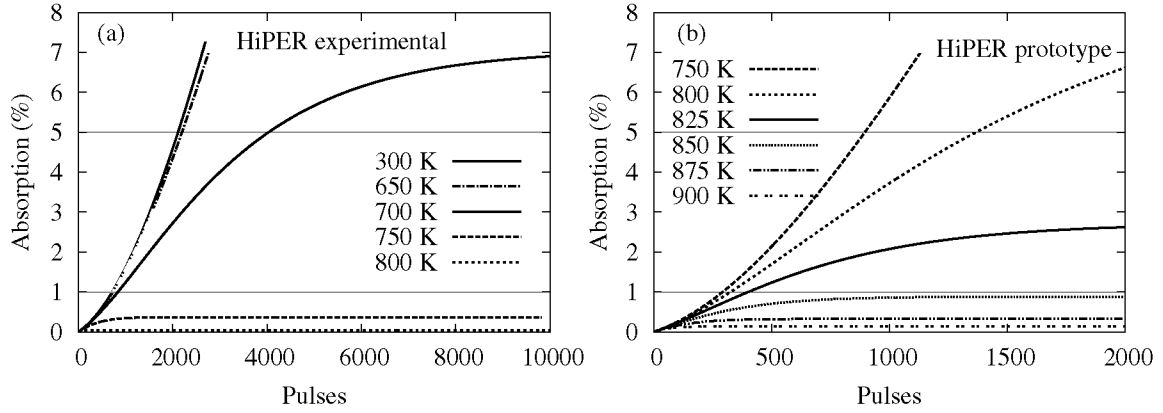 (a)
HiPER experimental
Absorption (%)
8
7
6
5
4
3
2
1
0
300 K
650 K
700 K
750 K
800 K
0 2000 4000 6000 8000 10000
Pulses
(b)
HiPER prototype
Absorption (%)
8
7
6
5
4
3
2
1
0
750 K
800 K
825 K
850 K
875 K
900 K
0 500 1000 1500 2000
Pulses